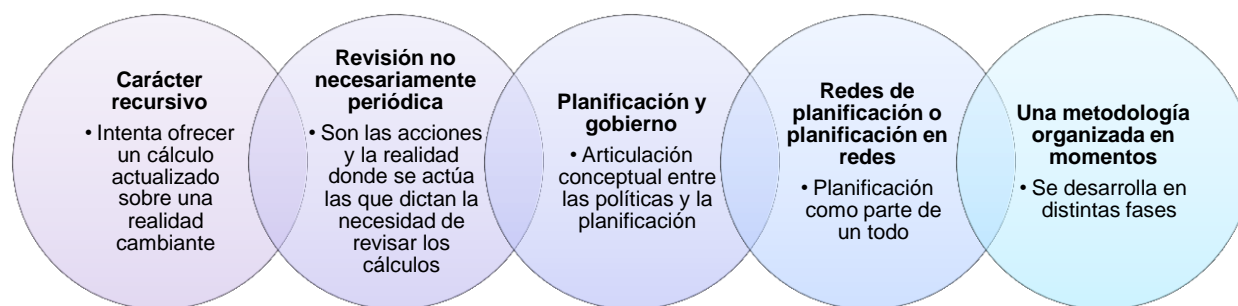 Carácter
recursivo
• Intenta ofrecer
un cálculo
actualizado
sobre una
realidad
cambiante
Revisión no
necesariamente
periódica
• Son las acciones
y la realidad
donde se actúa
las que dictan la
necesidad de
revisar los
cálculos
Planificación y
gobierno
• Articulación
conceptual entre
las políticas y la
planificación
Redes de
planificación o
planificación en
redes
• Planificación
como parte de
un todo
Una metodología
organizada en
momentos
• Se desarrolla en
distintas fases